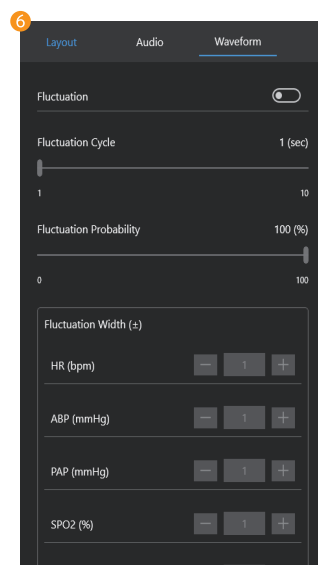 6
Layout Audio Waveform
Fluctuation
Fluctuation Cycle 1 (sec)
1 10
Fluctuation Probability 100 (%)
0 100
Fluctuation Width (±)
HR (bpm) — 1 +
ABP (mmHg) — 1 +
PAP (mmHg) — 1 +
SPO2 (%) — 1 +